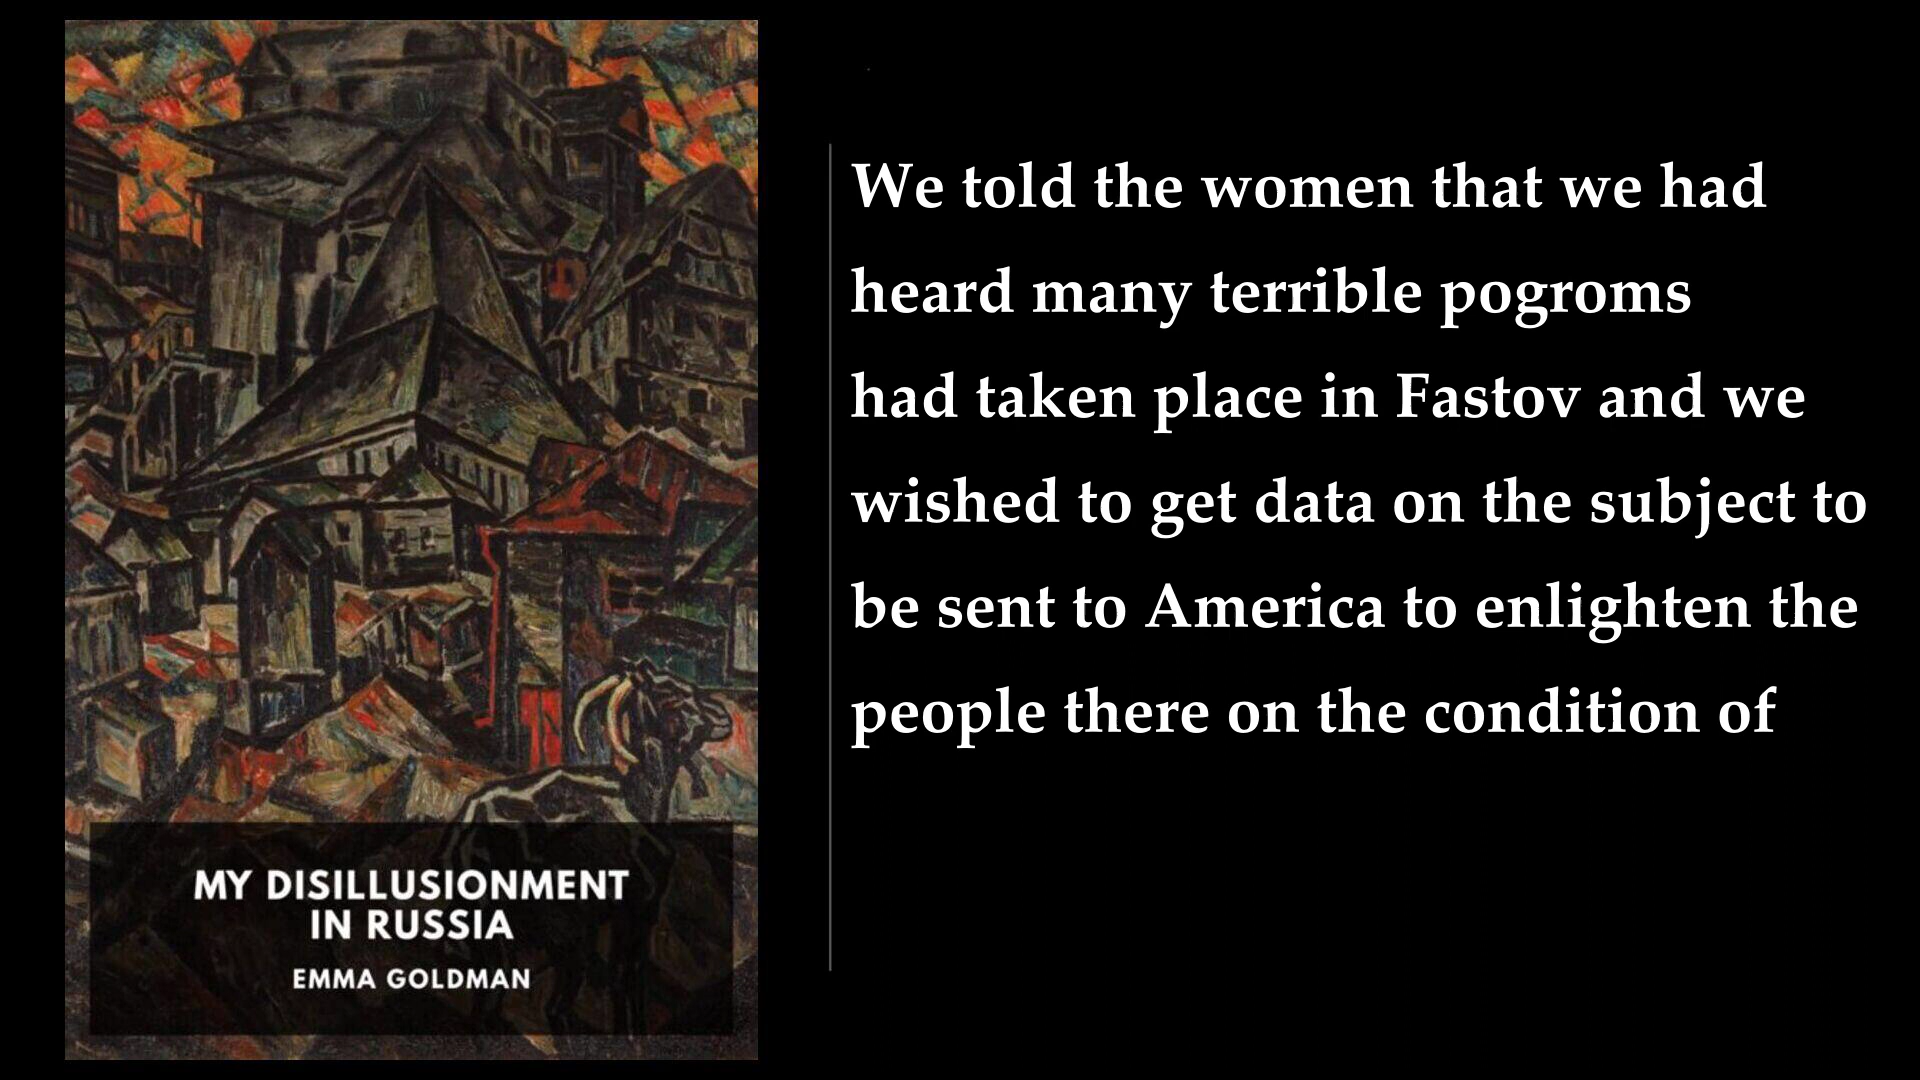 MY DISILLUSIONMENT
IN RUSSIA
EMMA GOLDMAN
We told the women that we had
heard many terrible pogroms
had taken place in Fastov and we
wished to get data on the subject to
be sent to America to enlighten the
people there on the condition of